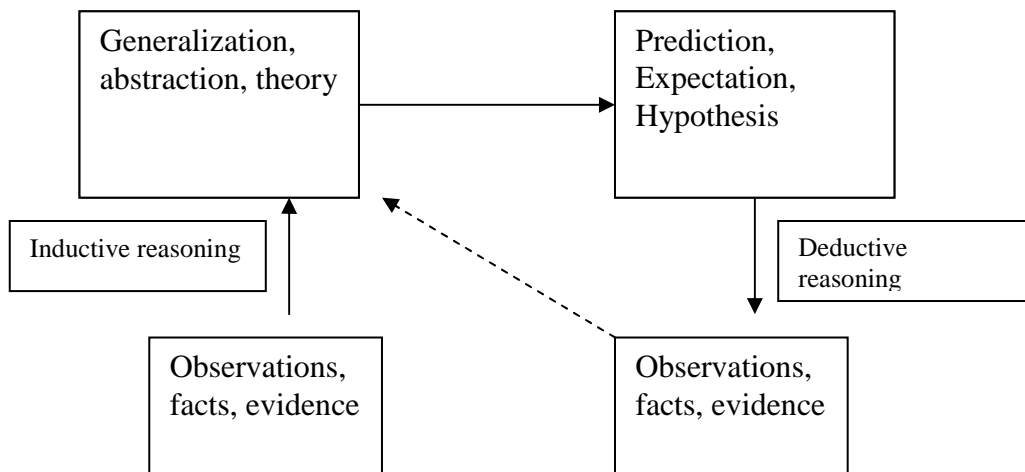 Generalization,
abstraction, theory
Prediction,
Expectation,
Hypothesis
Inductive reasoning
Deductive
reasoning
Observations,
facts, evidence
Observations,
facts, evidence